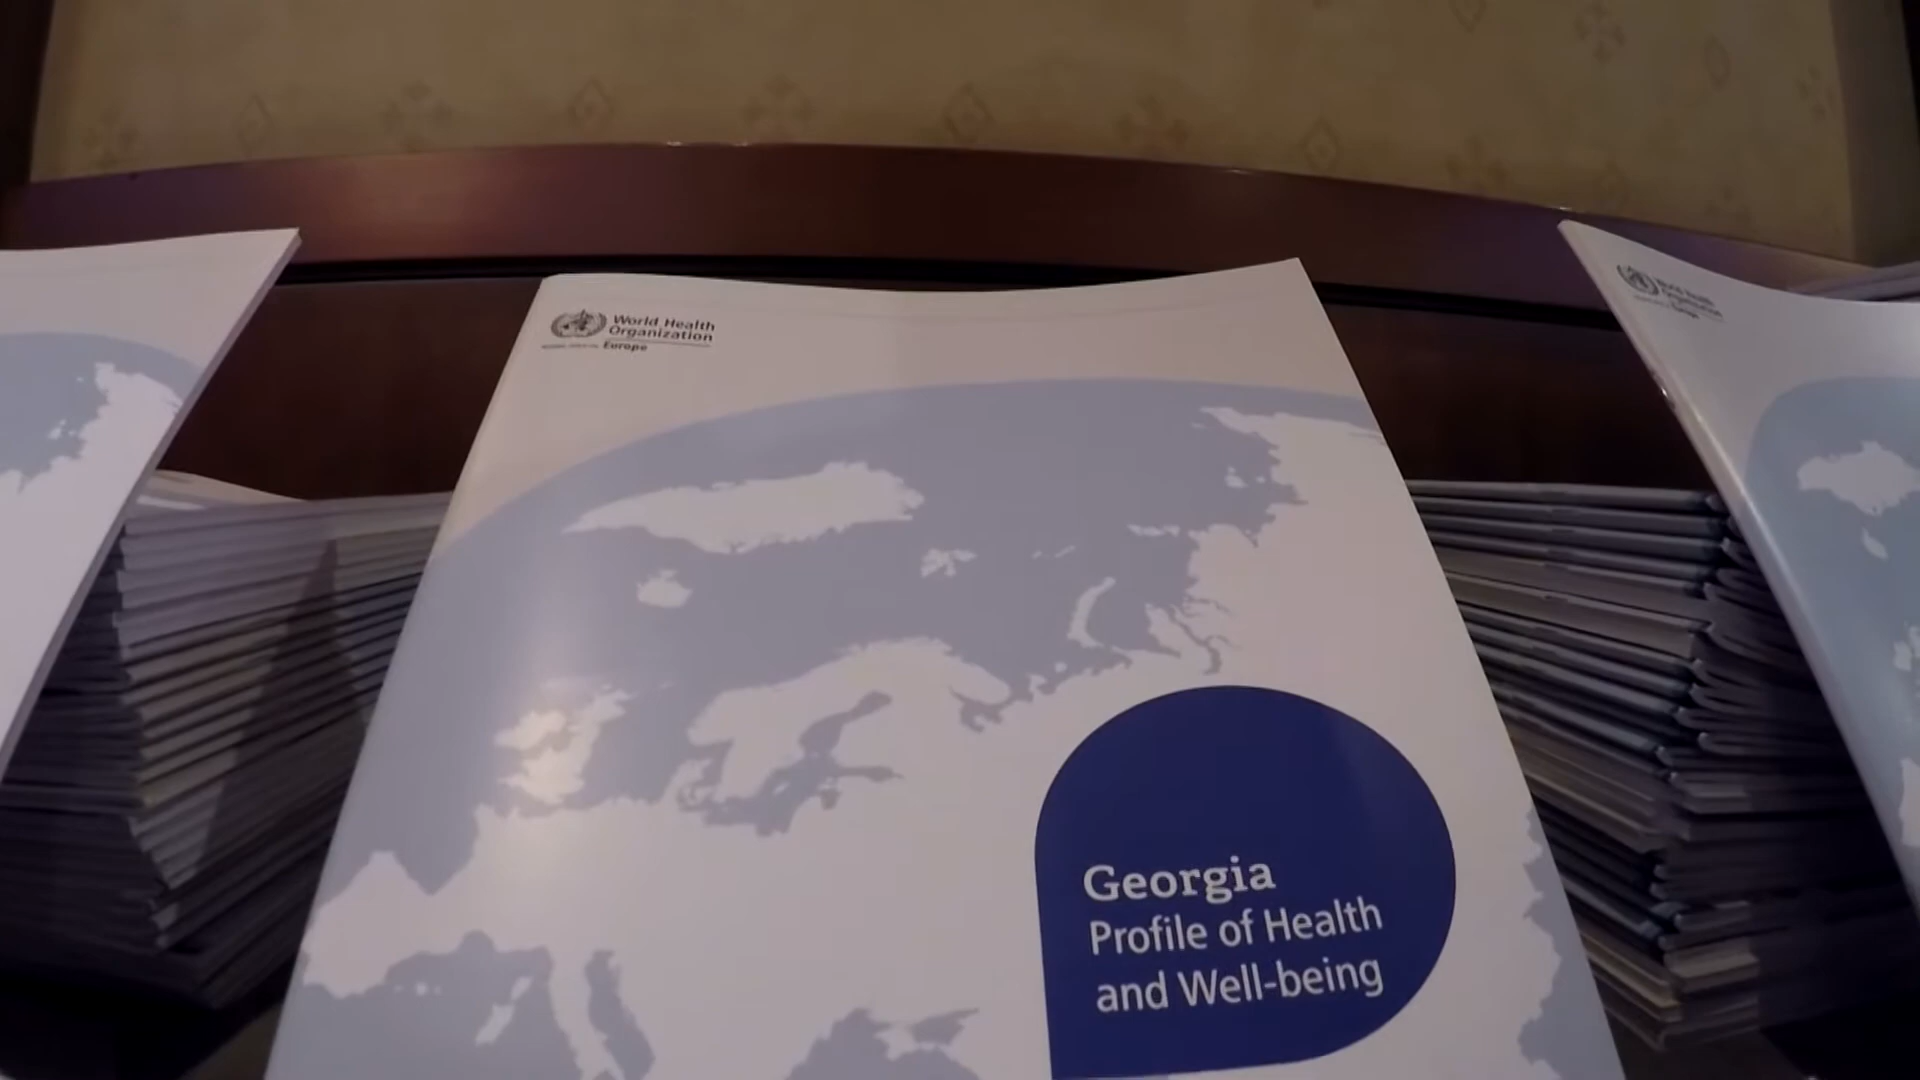 World Health
Organization
Europe
Georgia
Profile of Health
and Well-being